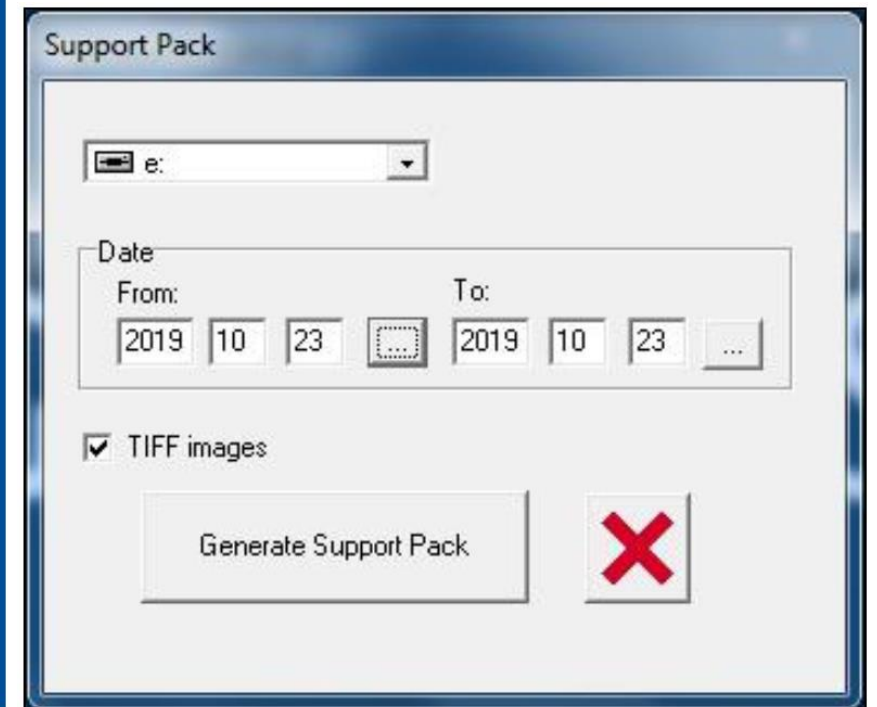 Support Pack
e:
Date
From: To:
2019 10 23 ... 2019 10 23 ...
TIFF images
Generate Support Pack